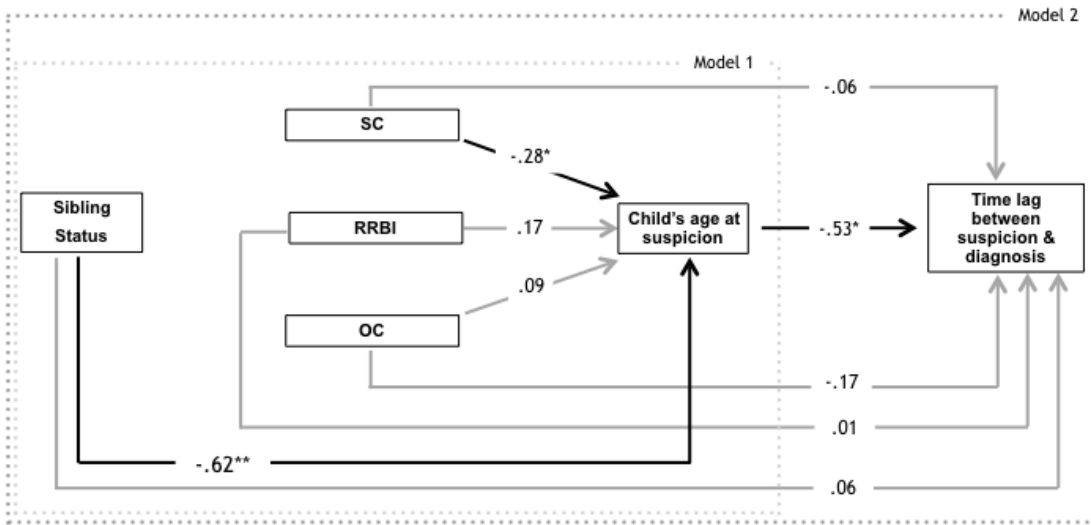 Model 2
Model 1
-.06
SC
-.28*
Sibling
Status
RRBI
.17
Child's age at
suspicion
-.53*
Time lag
between
suspicion &
diagnosis
.09
OC
-.17
.01
-.62**
.06